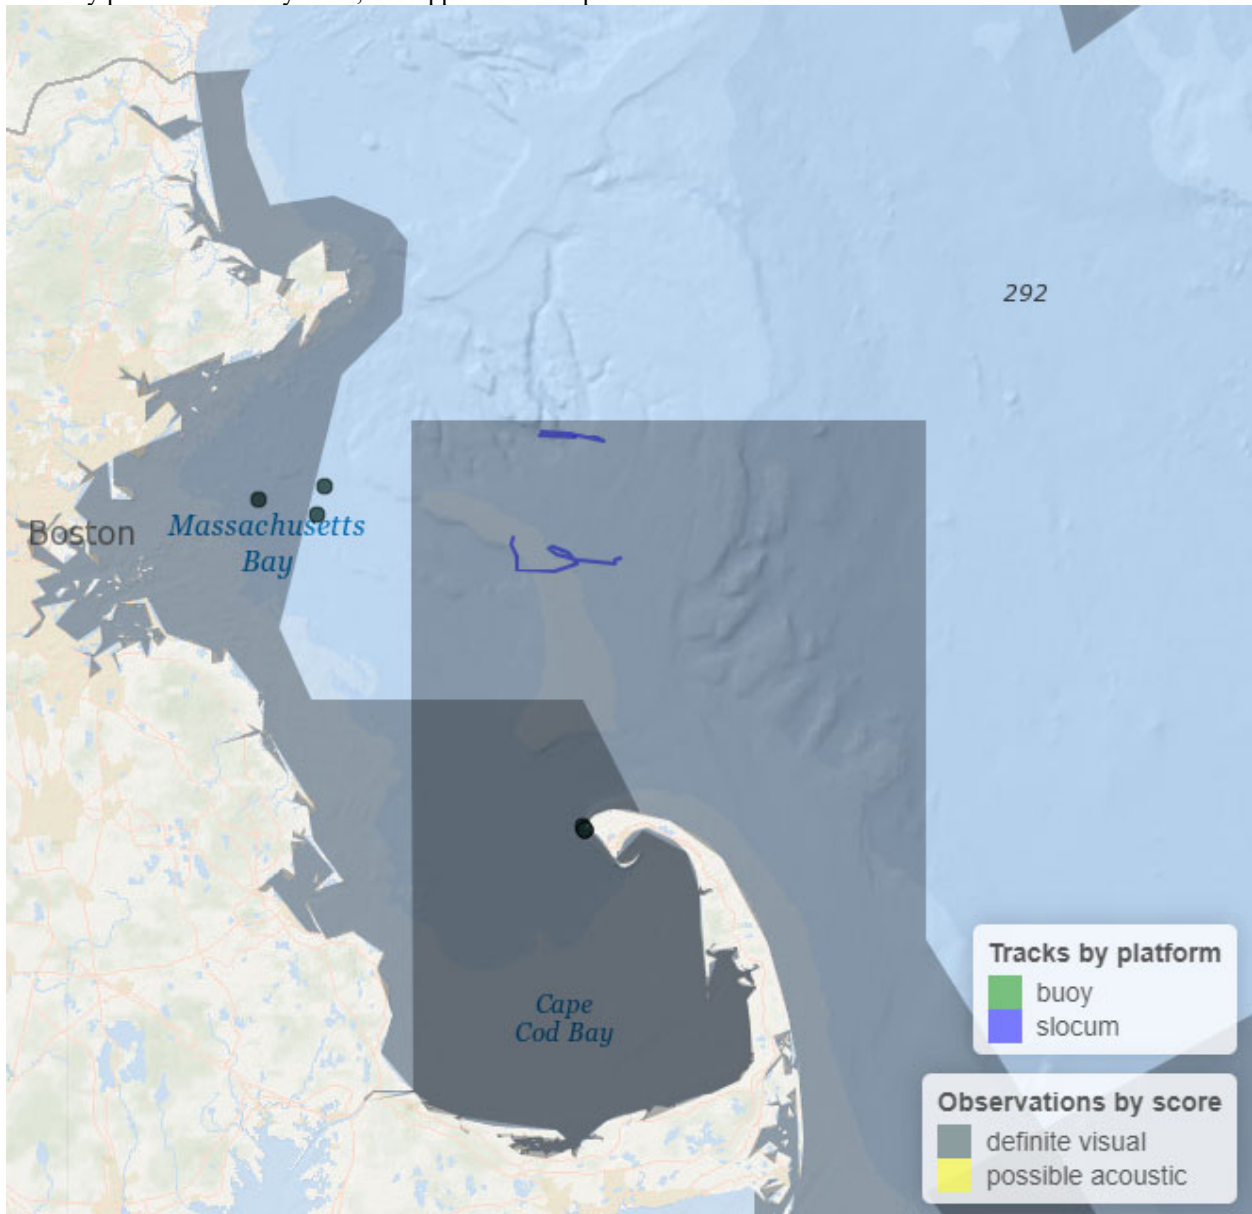 292
Boston
Massachusetts
Bay
Cape
Cod Bay
Tracks by platform
buoy
slocum
Observations by score
definite visual
possible acoustic